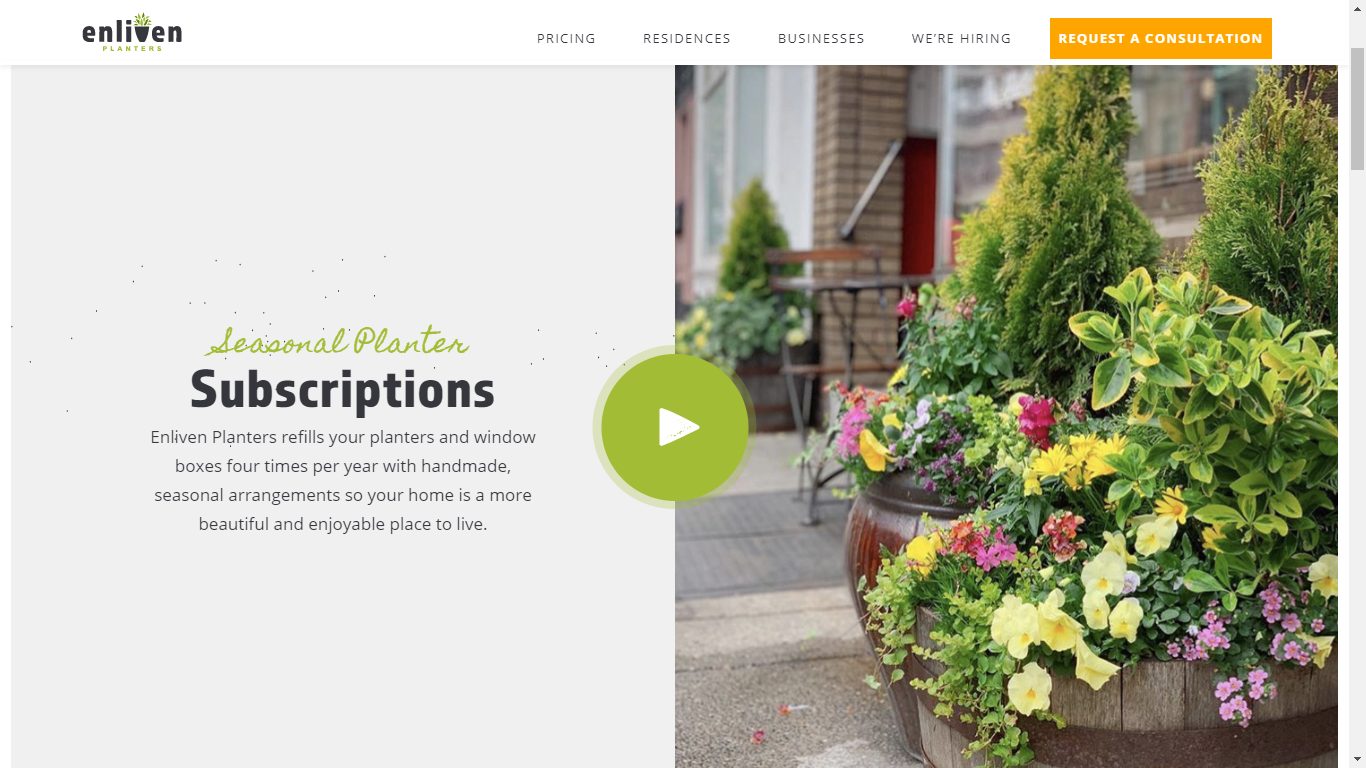 enliven
PLANTERS
PRICING
RESIDENCES
BUSINESSES
WE'RE HIRING
REQUEST A CONSULTATION
Seasonal Planter
Subscriptions
Enliven Planters refills your planters and window
boxes four times per year with handmade,
seasonal arrangements so your home is a more
beautiful and enjoyable place to live.